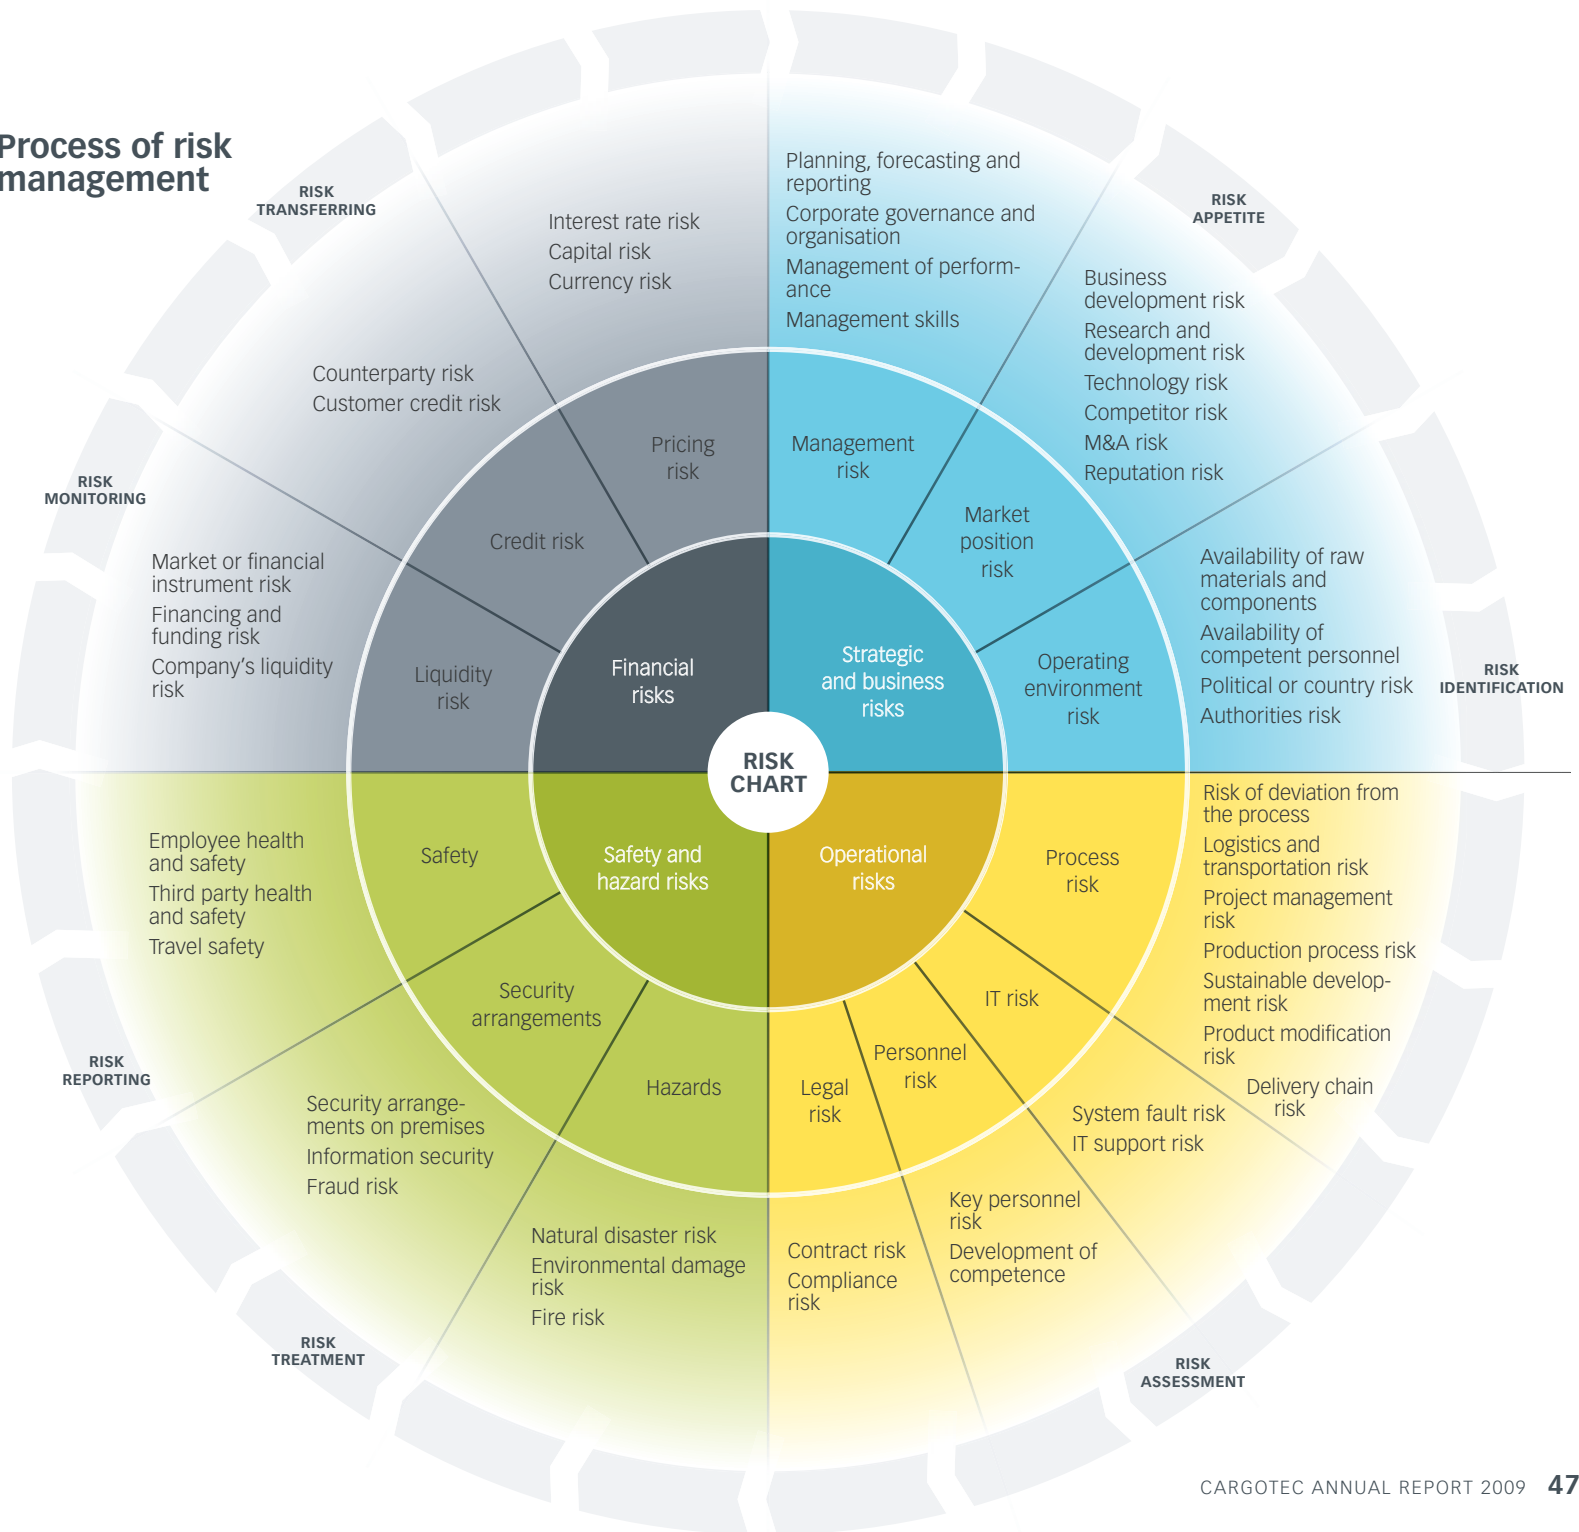 Process of risk
management
RISK
TRANSFERRING
RISK
APPETITE
RISK
MONITORING
RISK
IDENTIFICATION
RISK
REPORTING
RISK
TREATMENT
RISK
ASSESSMENT
RISK
CHART
Financial
risks
Pricing
risk
Interest rate risk
Capital risk
Currency risk
Credit risk
Counterparty risk
Customer credit risk
Liquidity
risk
Market or financial
instrument risk
Financing and
funding risk
Company's liquidity
risk
Strategic
and business
risks
Management
risk
Planning, forecasting and
reporting
Corporate governance and
organisation
Management of perform-
ance
Management skills
Market
position
risk
Business
development risk
Research and
development risk
Technology risk
Competitor risk
M&A risk
Reputation risk
Operating
environment
risk
Availability of raw
materials and
components
Availability of
competent personnel
Political or country risk
Authorities risk
Operational
risks
Process
risk
Risk of deviation from
the process
Logistics and
transportation risk
Project management
risk
Production process risk
Sustainable develop-
ment risk
Product modification
risk
Delivery chain
risk
IT risk
System fault risk
IT support risk
Personnel
risk
Key personnel
risk
Development of
competence
Legal
risk
Contract risk
Compliance
risk
Safety and
hazard risks
Safety
Employee health
and safety
Third party health
and safety
Travel safety
Security
arrangements
Security arrange-
ments on premises
Information security
Fraud risk
Hazards
Natural disaster risk
Environmental damage
risk
Fire risk
CARGOTEC ANNUAL REPORT 2009 47